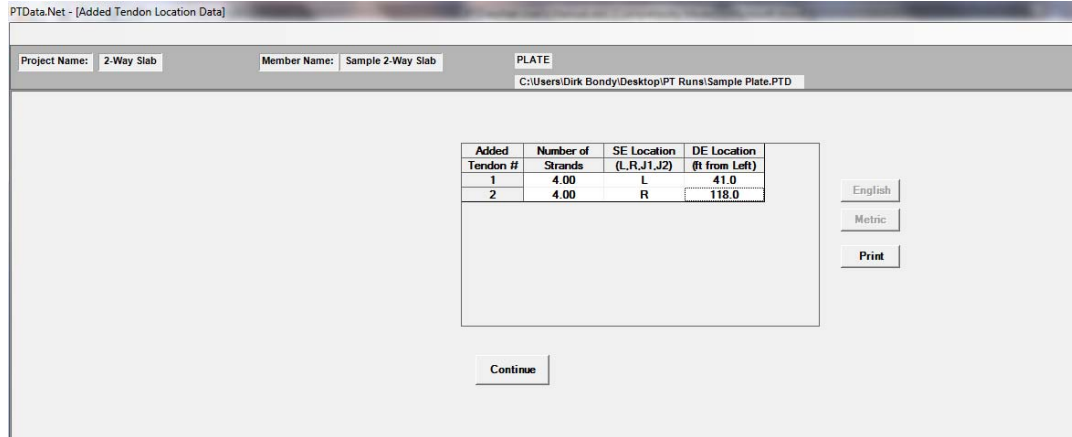 PTData.Net - [Added Tendon Location Data]
Project Name: 2-Way Slab Member Name: Sample 2-Way Slab PLATE
C:\Users\Dirk Bondy\Desktop\PT Runs\Sample Plate.PTD
Added Number of SE Location DE Location
Tendon # Strands (L,R,J1,J2) (ft from Left)
1 4.00 L 41.0
2 4.00 R 118.0
English
Metric
Print
Continue